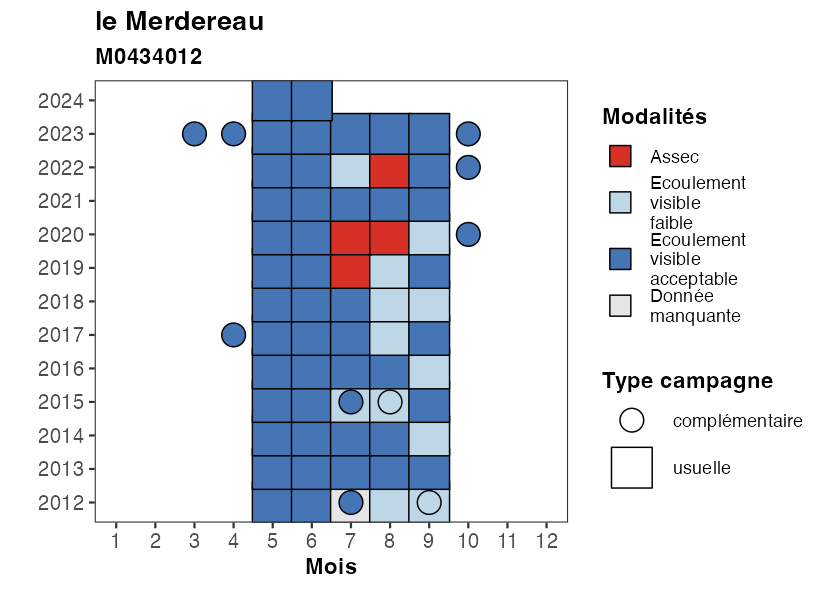 le Merdereau
M0434012
2024
2023
2022
2021
2020
2019
2018
2017
2016
2015
2014
2013
2012
1 2 3 4 5 6 7 8 9 10 11 12
Mois
Modalités
Assec
Ecoulement
visible
faible
Ecoulement
visible
acceptable
Donnée
manquante
Type campagne
complémentaire
usuelle